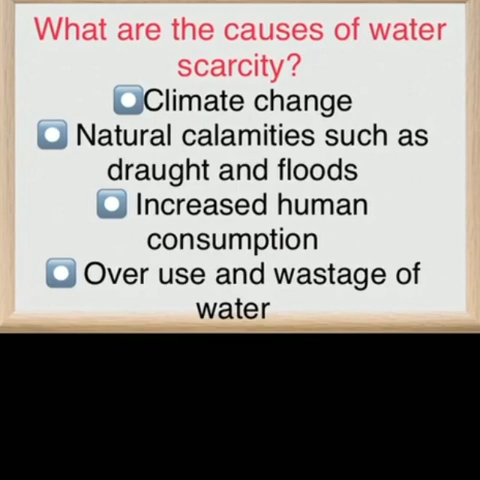 What are the causes of water
scarcity?
Climate change
Natural calamities such as
draught and floods
Increased human
consumption
Over use and wastage of
water